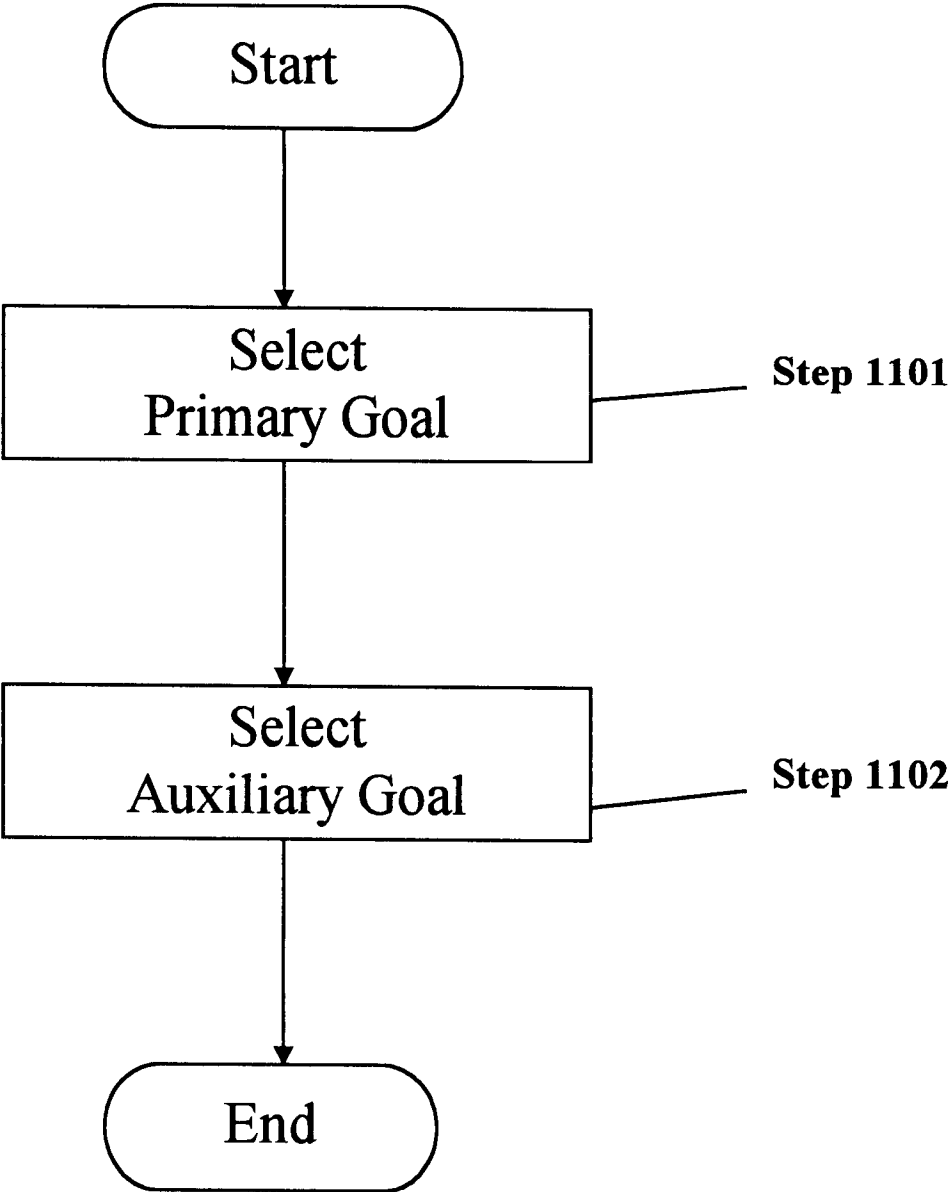 Start
Select
Primary Goal
Step 1101
Select
Auxiliary Goal
Step 1102
End